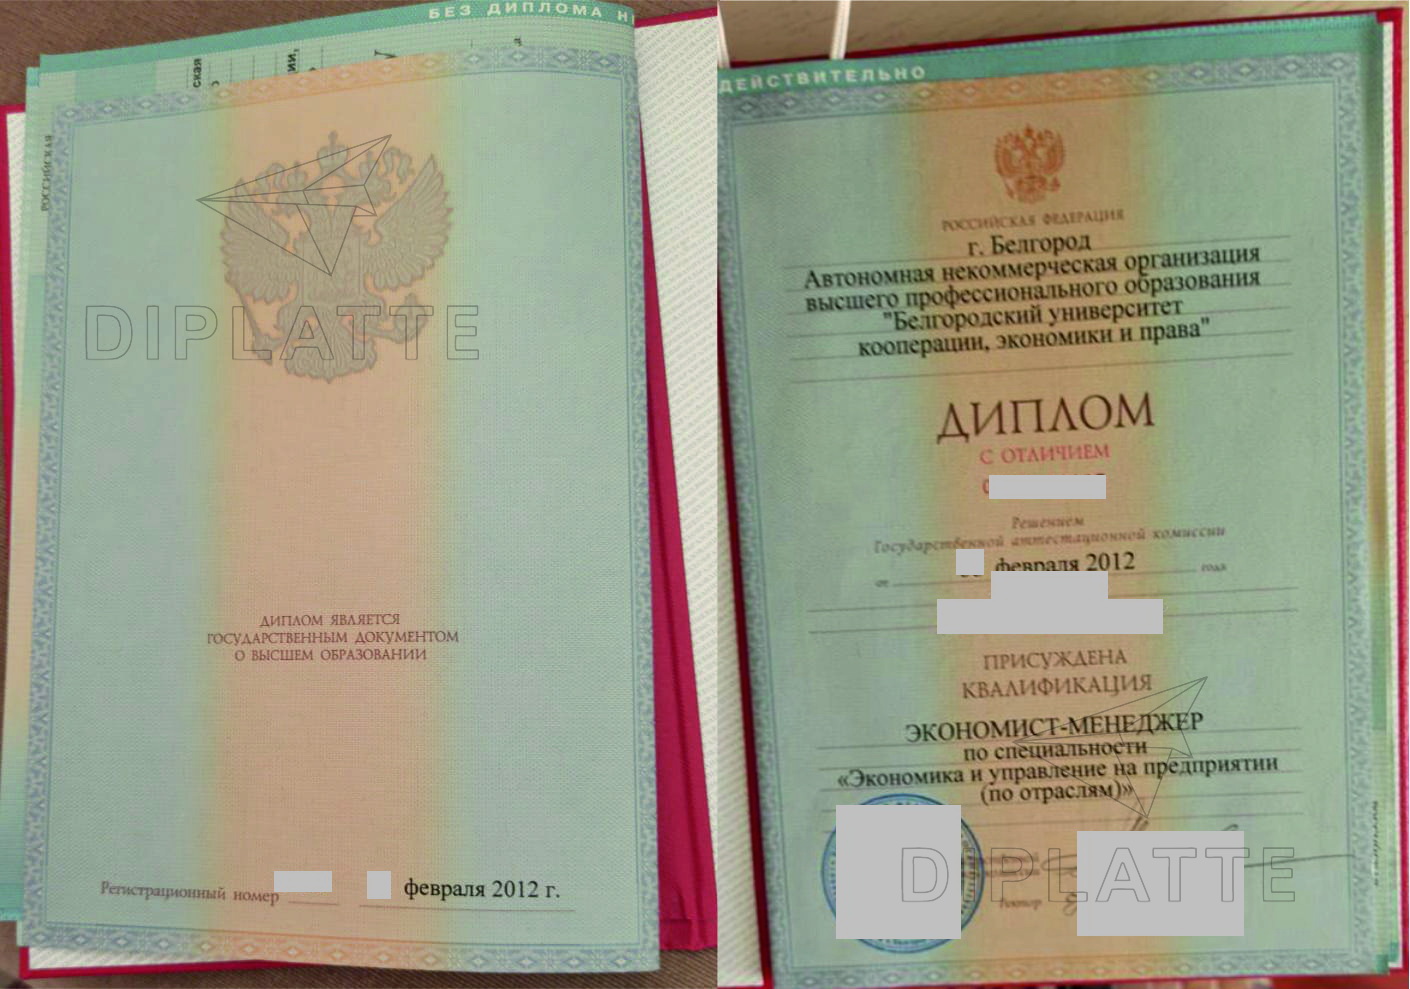 БЕЗ ДИПЛОМА
РОССИЙСКАЯ
DIPLATTE
ДИПЛОМ ЯВЛЯЕТСЯ
ГОСУДАРСТВЕННЫМ ДОКУМЕНТОМ
О ВЫСШЕМ ОБРАЗОВАНИИ
Регистрационный номер
февраля 2012 г.
ДЕЙСТВИТЕЛЬНО
РОССИЙСКАЯ ФЕДЕРАЦИЯ
г. Белгород
Автономная некоммерческая организация
высшего профессионального образования
"Белгородский университет
кооперации, экономики и права"
ДИПЛОМ
С ОТЛИЧИЕМ
Решением
Государственной аттестационной комиссии
от февраля 2012 года
ПРИСУЖДЕНА
КВАЛИФИКАЦИЯ
ЭКОНОМИСТ-МЕНЕДЖЕР
по специальности
«Экономика и управление на предприятии
(по отраслям)»
DIPLATTE
Ректор